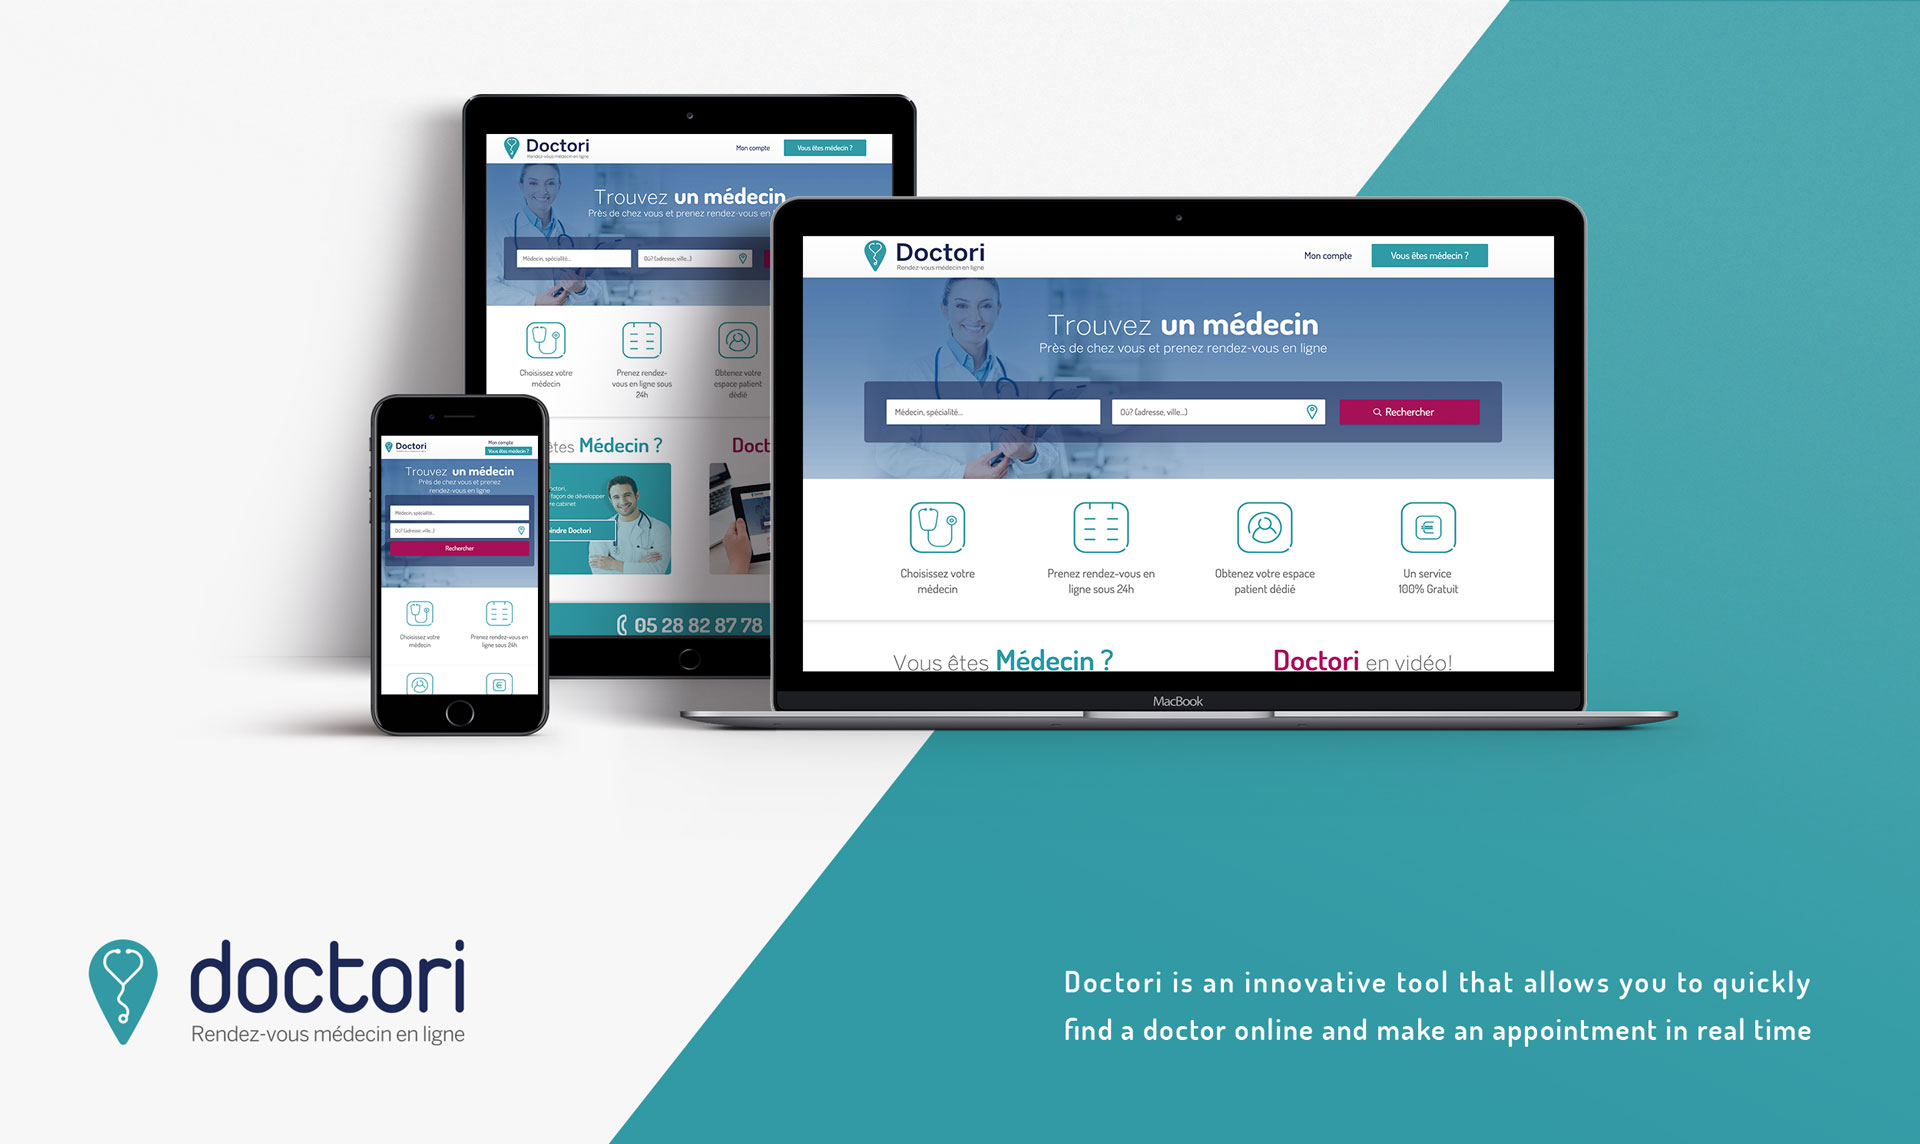 Doctori
Rendez-vous médecin en ligne
Mon compte
Vous êtes médecin ?
Trouvez un médecin
Près de chez vous et prenez rendez-vous en
Médecin, spécialité...
Où? (adresse, ville...)
Choisissez votre
médecin
Prenez rendez-
vous en ligne sous
24h
Obtenez votre
espace patient
dédié
êtes Médecin ?
Doct
octori,
façon de développer
re cabinet
indre Doctori
05 28 82 87 78
Doctori
Rendez-vous médecin en ligne
Mon compte
Vous êtes médecin ?
Trouvez un médecin
Près de chez vous et prenez rendez-vous en ligne
Médecin, spécialité...
Où? (adresse, ville...)
Rechercher
Choisissez votre
médecin
Prenez rendez-vous en
ligne sous 24h
Obtenez votre espace
patient dédié
Un service
100% Gratuit
Vous êtes Médecin ?
Doctori en vidéo!
MacBook
Doctori
Mon compte
Vous êtes médecin ?
Trouvez un médecin
Près de chez vous et prenez
rendez-vous en ligne
Médecin, spécialité...
Où? (adresse, ville...)
Rechercher
Choisissez votre
médecin
Prenez rendez-vous en
ligne sous 24h
doctori
Rendez-vous médecin en ligne
Doctori is an innovative tool that allows you to quickly
find a doctor online and make an appointment in real time